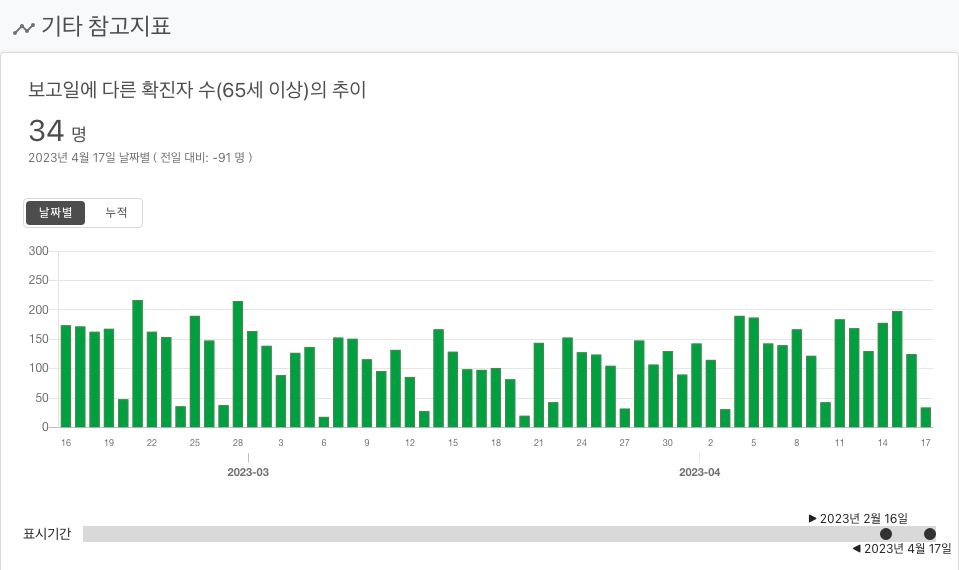 기타 참고지표
보고일에 다른 확진자 수(65세 이상)의 추이
34 명
2023년 4월 17일 날짜별 ( 전일 대비: -91 명 )
날짜별 누적
300
250
200
150
100
50
0
16 19 22 25 28 3 6 9 12 15 18 21 24 27 30 2 5 8 11 14 17
2023-03 2023-04
▶ 2023년 2월 16일
표시기간
◀ 2023년 4월 17일